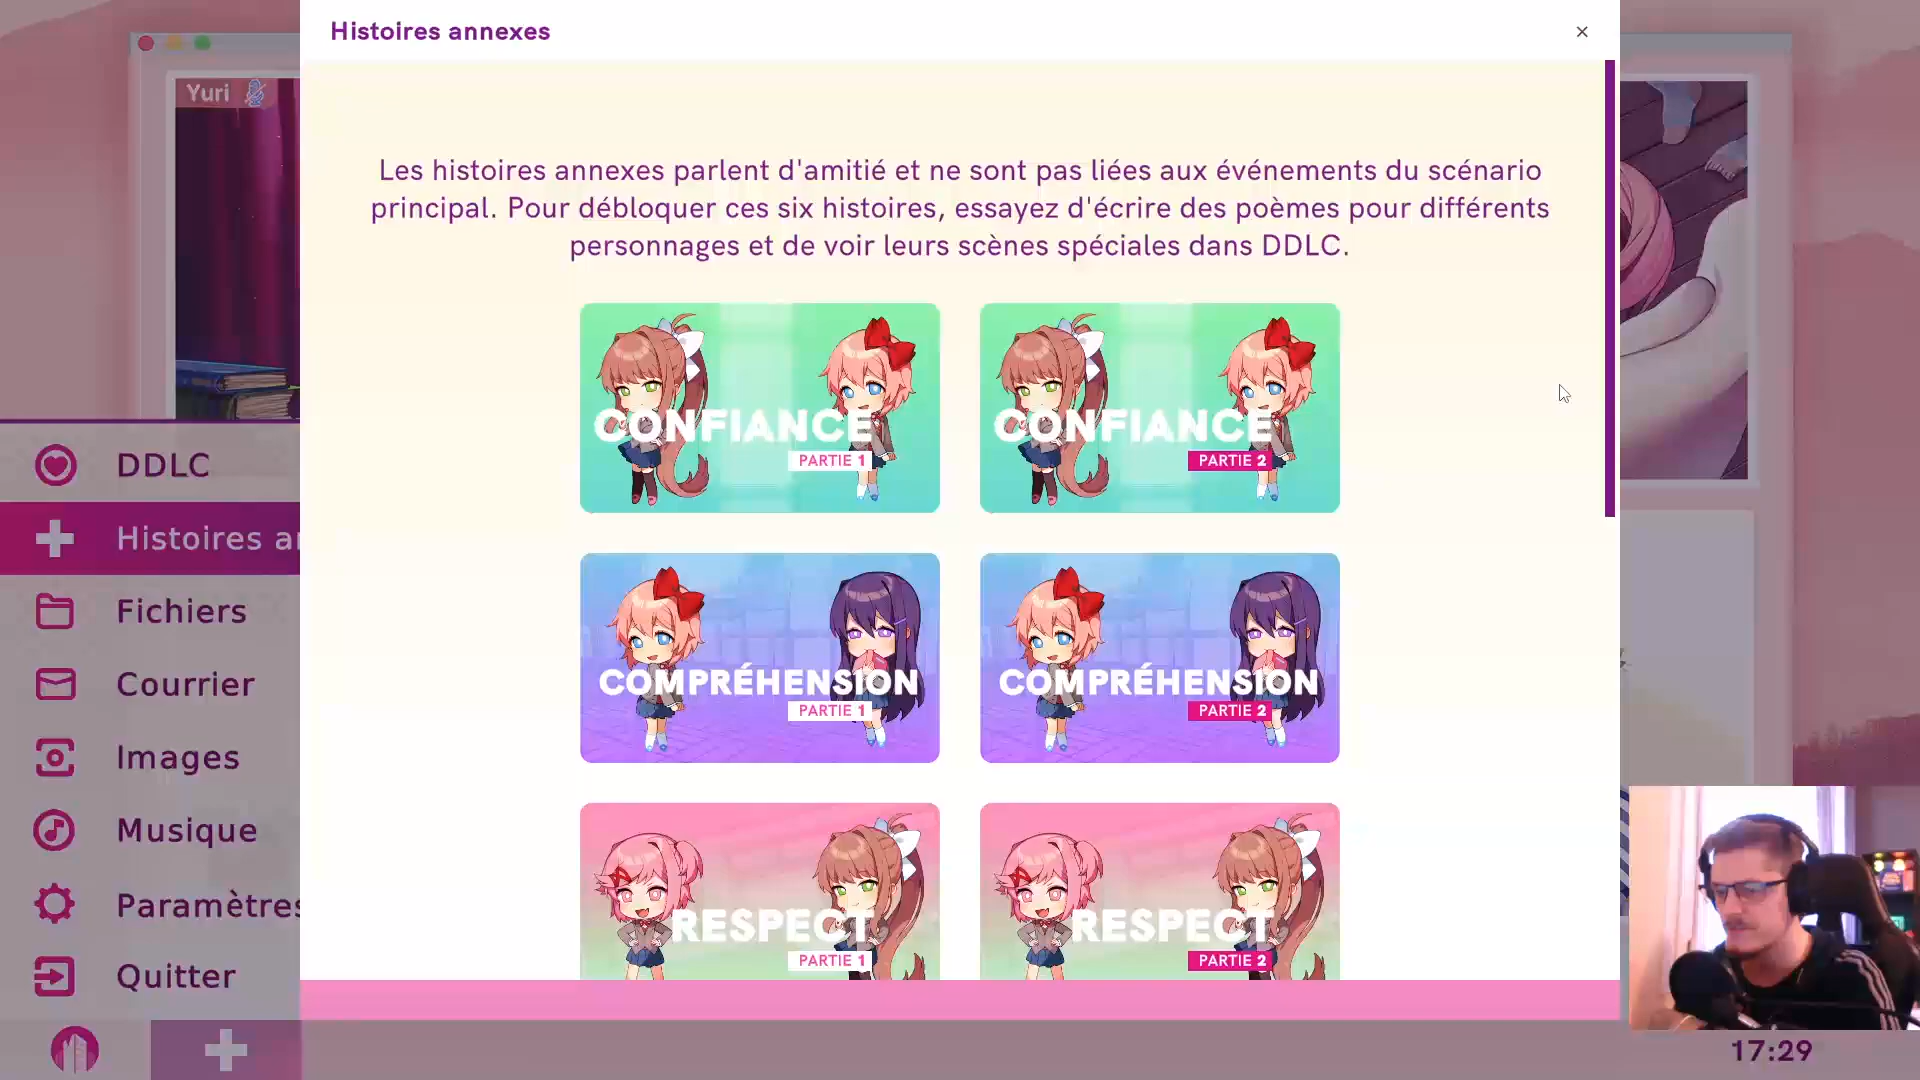 Histoires annexes
Yuri
Les histoires annexes parlent d'amitié et ne sont pas liées aux événements du scénario
principal. Pour débloquer ces six histoires, essayez d'écrire des poèmes pour différents
personnages et de voir leurs scènes spéciales dans DDLC.
CONFIANCE
PARTIE 1
CONFIANCE
PARTIE 2
COMPRÉHENSION
PARTIE 1
COMPRÉHENSION
PARTIE 2
RESPECT
PARTIE 1
RESPECT
PARTIE 2
DDLC
Histoires an
Fichiers
Courrier
Images
Musique
Paramètres
Quitter
17:29